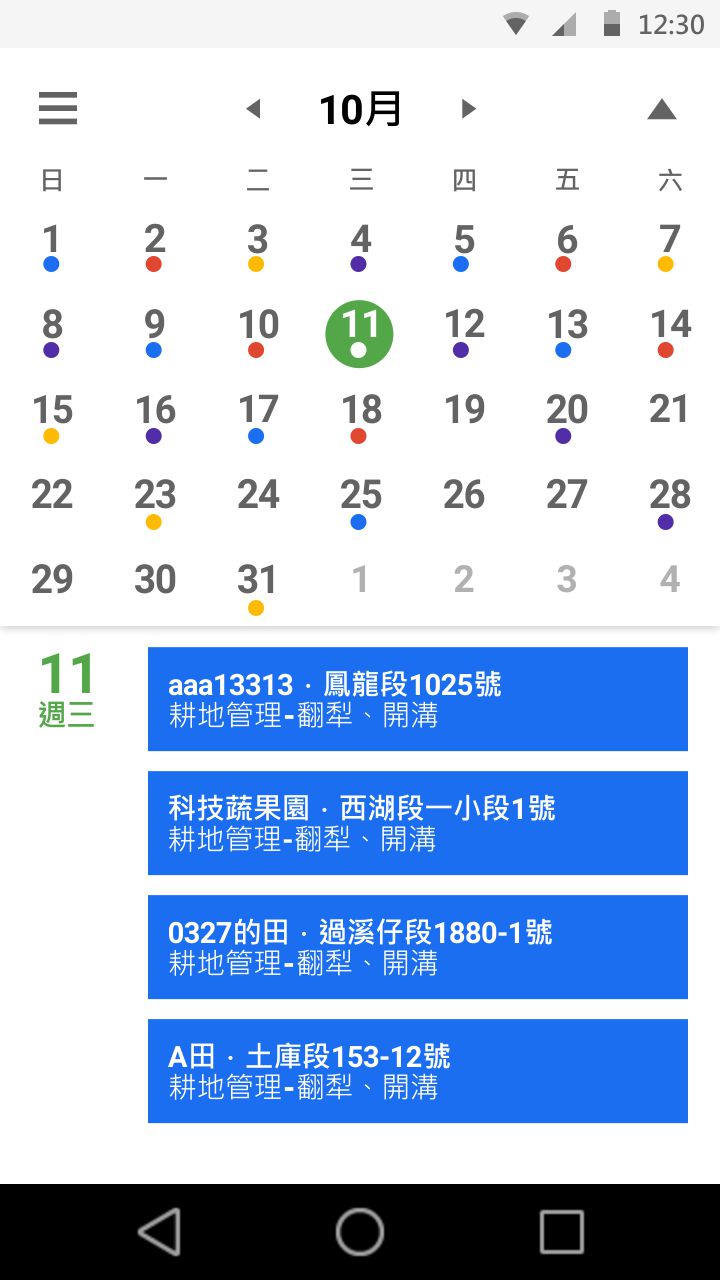 12:30
10月
日 一 二 三 四 五 六
1 2 3 4 5 6 7
8 9 10 11 12 13 14
15 16 17 18 19 20 21
22 23 24 25 26 27 28
29 30 31 1 2 3 4
11
週三
aaa13313．鳳龍段1025號
耕地管理-翻犁、開溝
科技蔬果園．西湖段一小段1號
耕地管理-翻犁、開溝
0327的田．過溪仔段1880-1號
耕地管理-翻犁、開溝
A田．土庫段153-12號
耕地管理-翻犁、開溝